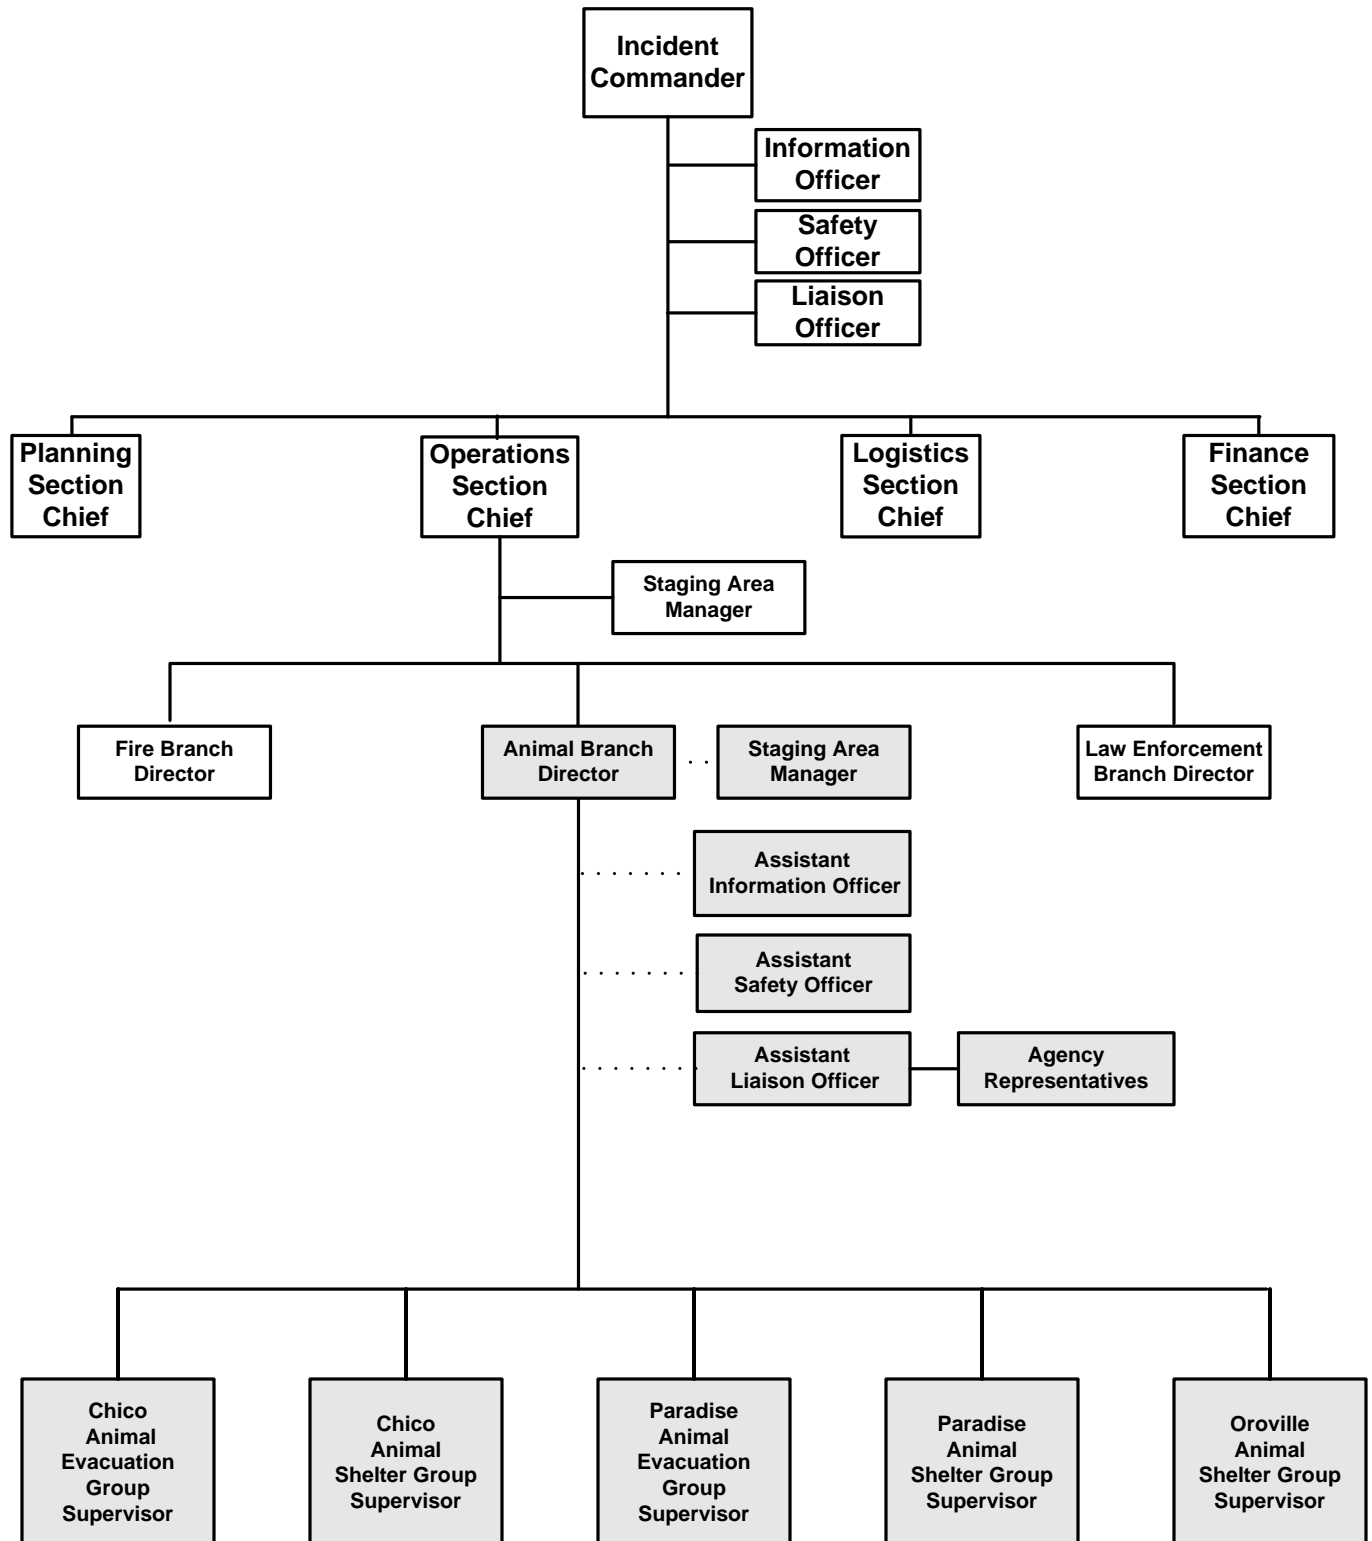 Incident
Commander
Information
Officer
Safety
Officer
Liaison
Officer
Planning
Section
Chief
Operations
Section
Chief
Logistics
Section
Chief
Finance
Section
Chief
Staging Area
Manager
Fire Branch
Director
Animal Branch
Director
Staging Area
Manager
Law Enforcement
Branch Director
Assistant
Information Officer
Assistant
Safety Officer
Assistant
Liaison Officer
Agency
Representatives
Chico
Animal
Evacuation
Group
Supervisor
Chico
Animal
Shelter Group
Supervisor
Paradise
Animal
Evacuation
Group
Supervisor
Paradise
Animal
Shelter Group
Supervisor
Oroville
Animal
Shelter Group
Supervisor